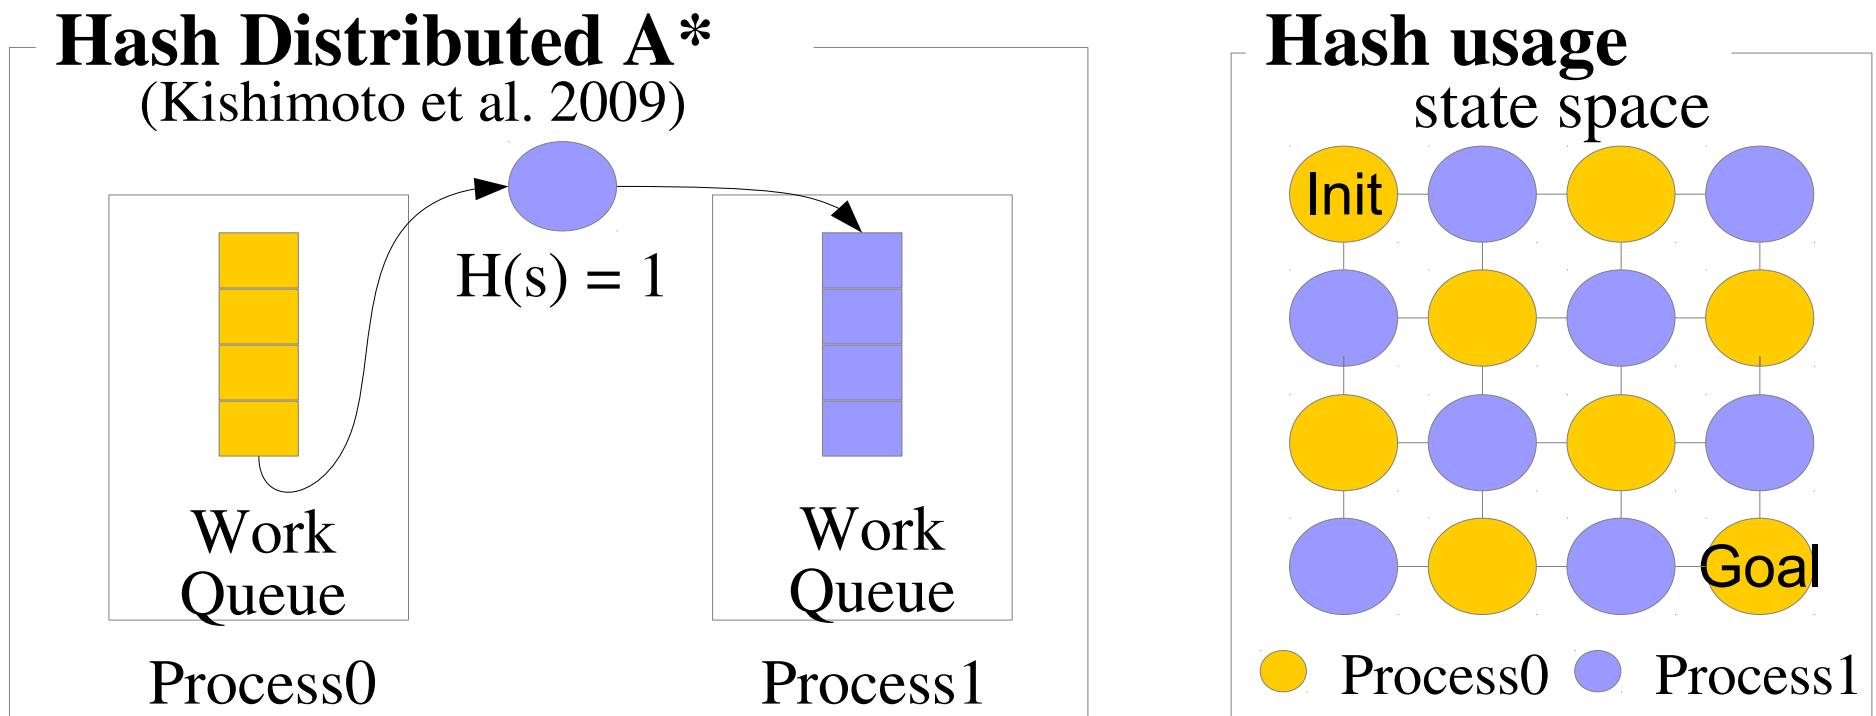 Hash Distributed A*
(Kishimoto et al. 2009)
H(s) = 1
Work
Queue
Work
Queue
Process0
Process1
Hash usage
state space
Init
Goal
Process0
Process1